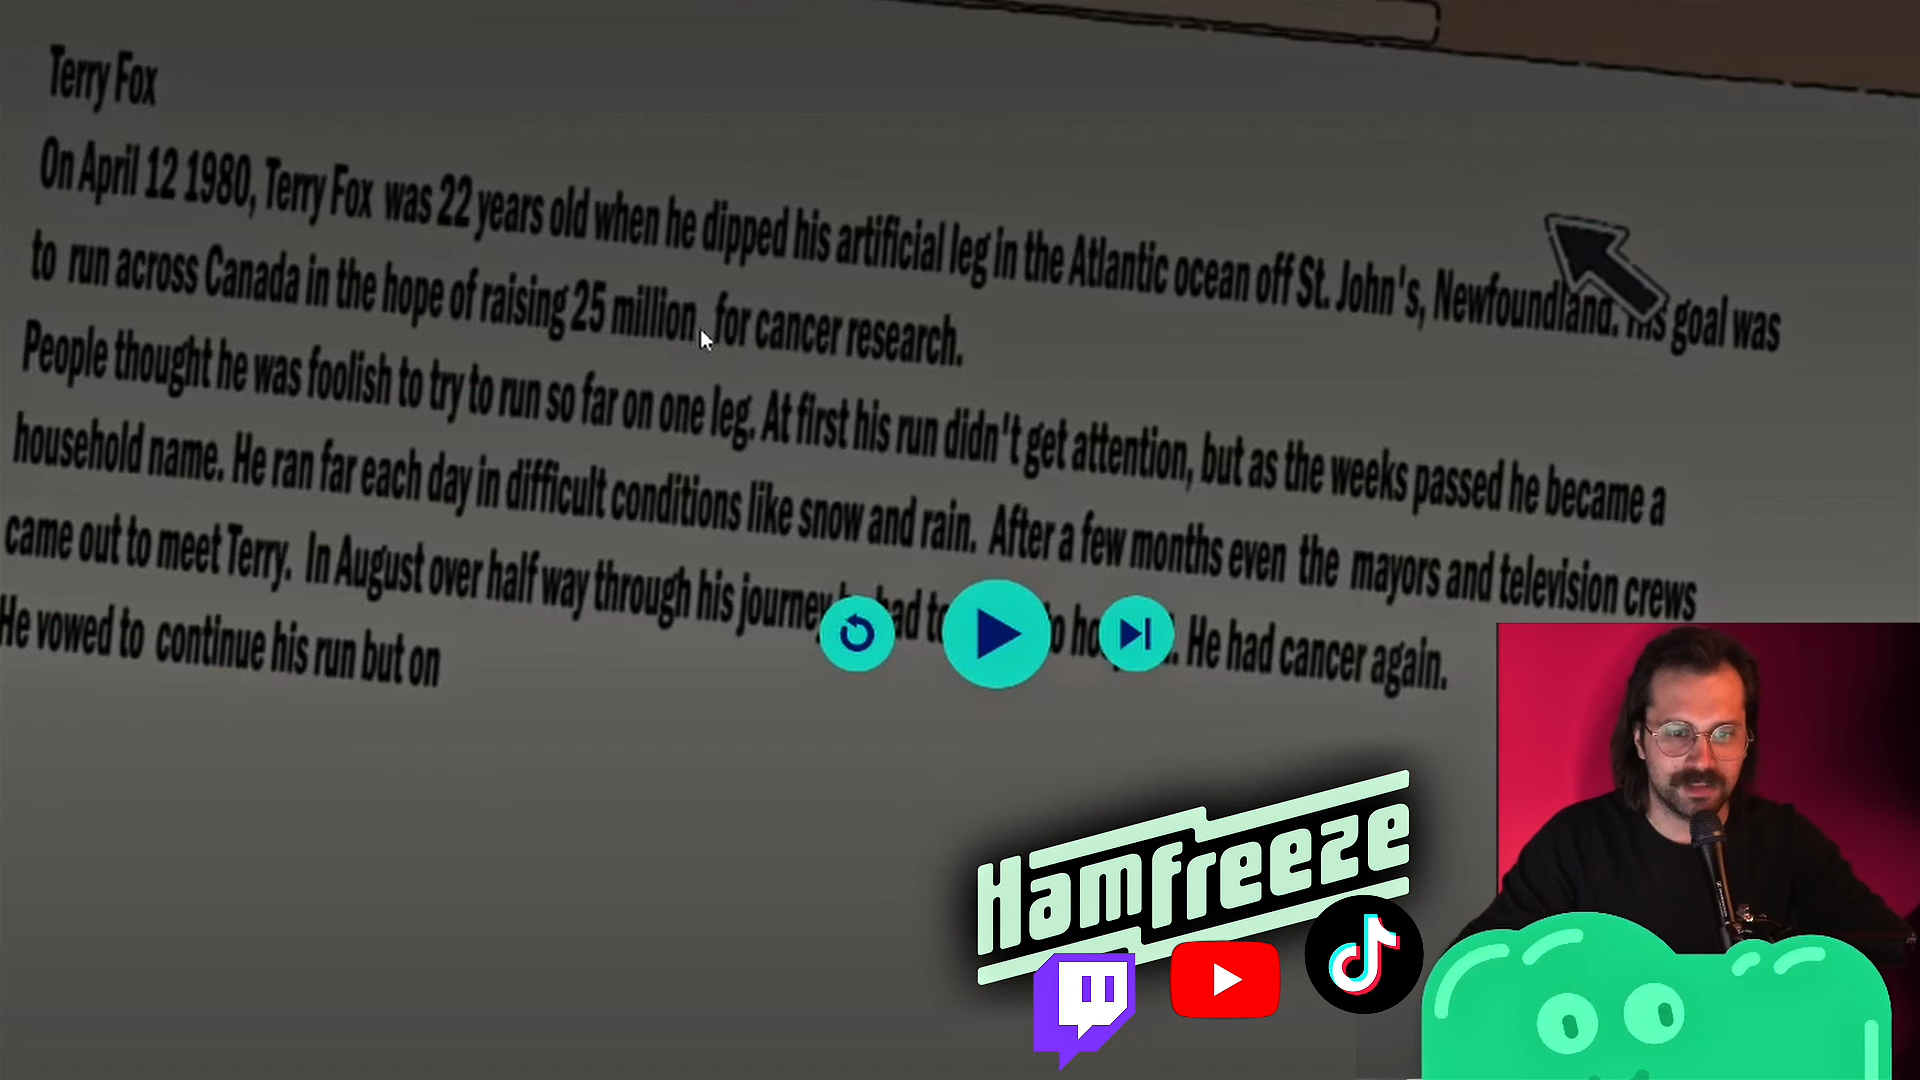 Terry Fox
On April 12 1980, Terry Fox was 22 years old when he dipped his artificial leg in the Atlantic ocean off St. John's, Newfoundland. His goal was
to run across Canada in the hope of raising 25 million for cancer research.
People thought he was foolish to try to run so far on one leg. At first his run didn't get attention, but as the weeks passed he became a
household name. He ran far each day in difficult conditions like snow and rain. After a few months even the mayors and television crews
came out to meet Terry. In August over half way through his journey had to . He had cancer again.
He vowed to continue his run but on
Hamfreeze